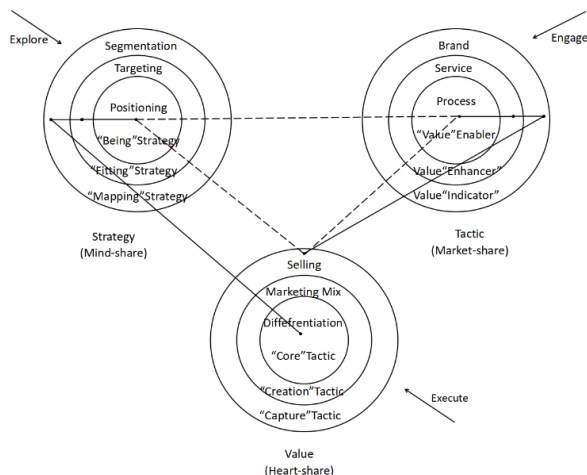 Explore
Segmentation
Targeting
Positioning
“Being”Strategy
“Fitting”Strategy
“Mapping”Strategy
Strategy
(Mind-share)
Engage
Brand
Service
Process
“Value”Enabler
Value“Enhancer”
Value“Indicator”
Tactic
(Market-share)
Selling
Marketing Mix
Diffefrentiation
“Core”Tactic
“Creation”Tactic
“Capture”Tactic
Execute
Value
(Heart-share)